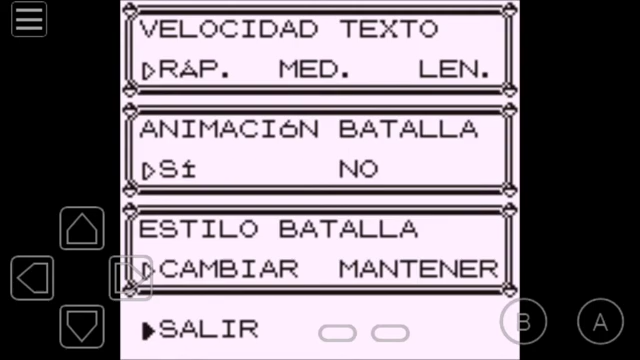 VELOCIDAD TEXTO
▷RÁP. MED. LEN.
ANIMACIÓN BATALLA
▷Sí NO
ESTILO BATALLA
▷CAMBIAR MANTENER
▶SALIR
B A